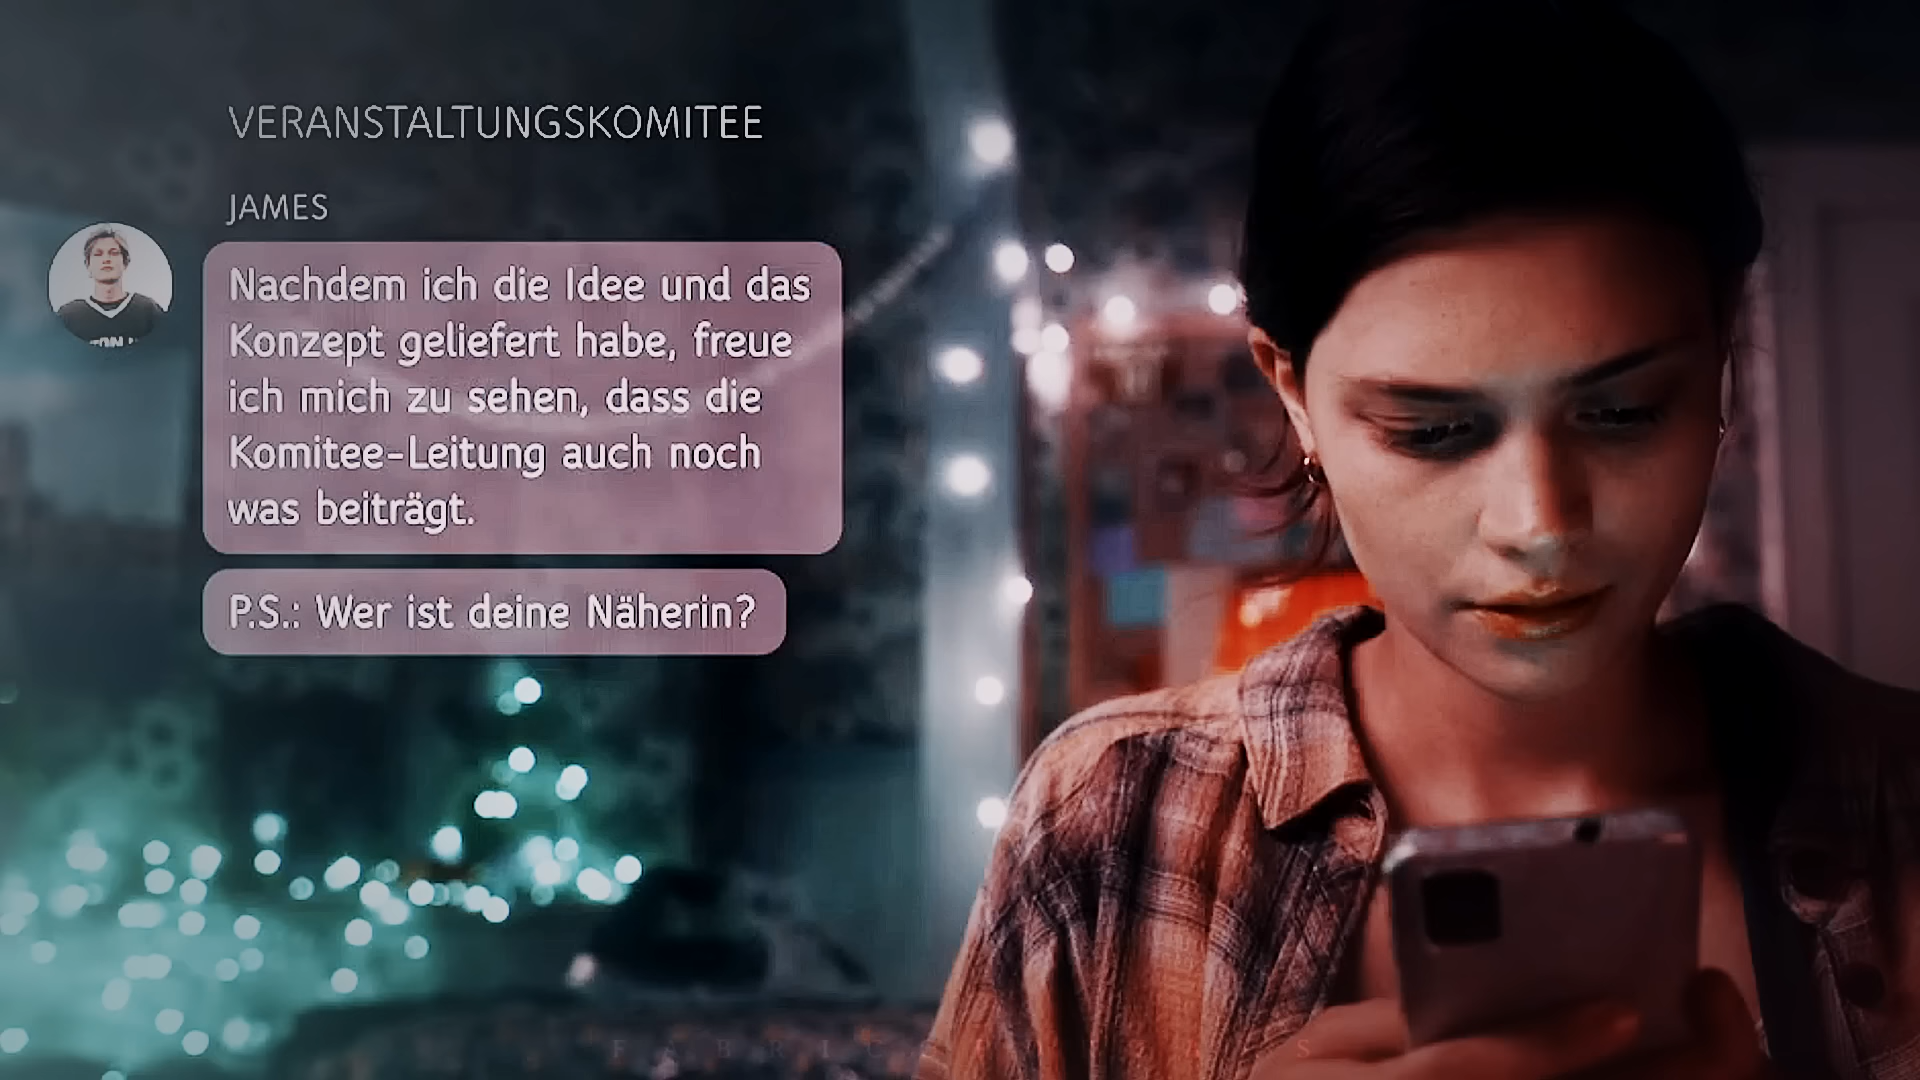 VERANSTALTUNGSKOMITEE
JAMES
Nachdem ich die Idee und das
Konzept geliefert habe, freue
ich mich zu sehen, dass die
Komitee-Leitung auch noch
was beiträgt.
P.S.: Wer ist deine Näherin?